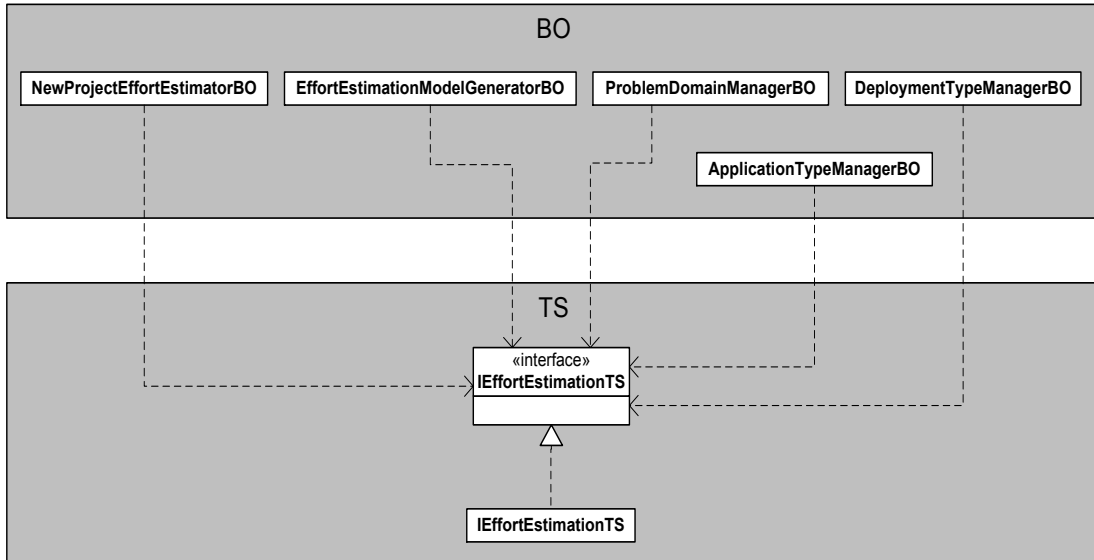 BO
NewProjectEffortEstimatorBO
EffortEstimationModelGeneratorBO
ProblemDomainManagerBO
DeploymentTypeManagerBO
ApplicationTypeManagerBO
TS
«interface»
IEffortEstimationTS
IEffortEstimationTS